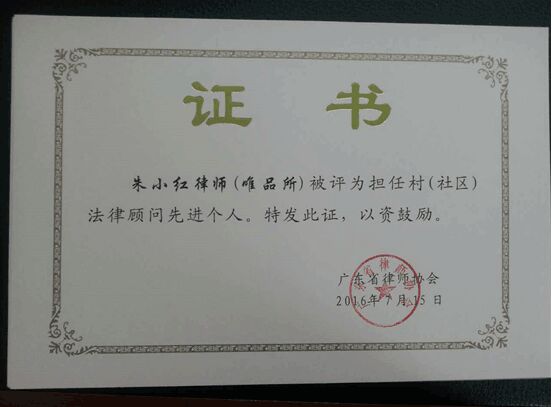 证书
朱小红律师(唯品所)被评为担任村(社区)
法律顾问先进个人。特发此证，以资鼓励。
广东省律师协会
2016年7月15日